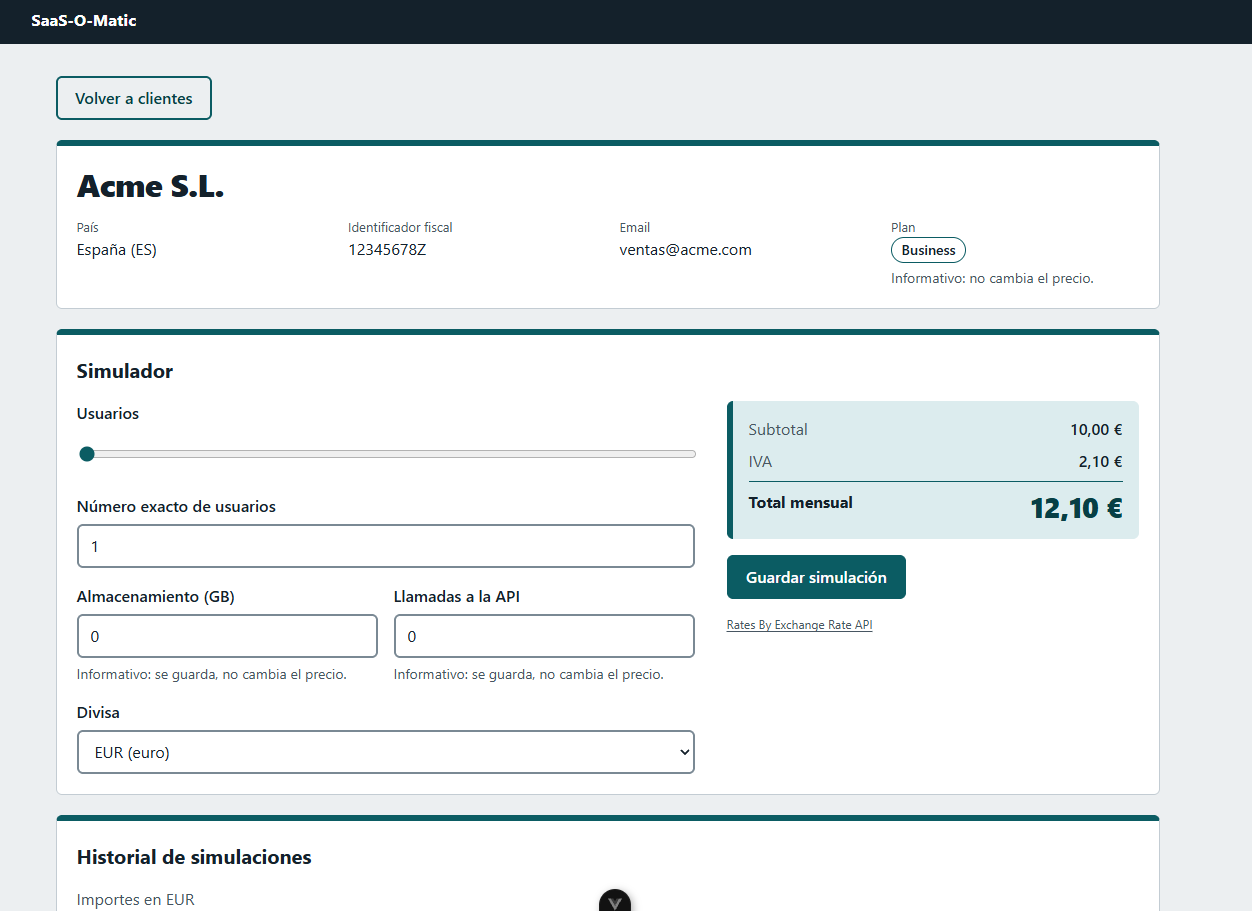 SaaS-O-Matic
Volver a clientes
Acme S.L.
País
España (ES)
Identificador fiscal
12345678Z
Email
ventas@acme.com
Plan
Business
Informativo: no cambia el precio.
Simulador
Usuarios
Número exacto de usuarios
1
Almacenamiento (GB)
0
Informativo: se guarda, no cambia el precio.
Llamadas a la API
0
Informativo: se guarda, no cambia el precio.
Divisa
EUR (euro)
Subtotal 10,00 €
IVA 2,10 €
Total mensual 12,10 €
Guardar simulación
Rates By Exchange Rate API
Historial de simulaciones
Importes en EUR